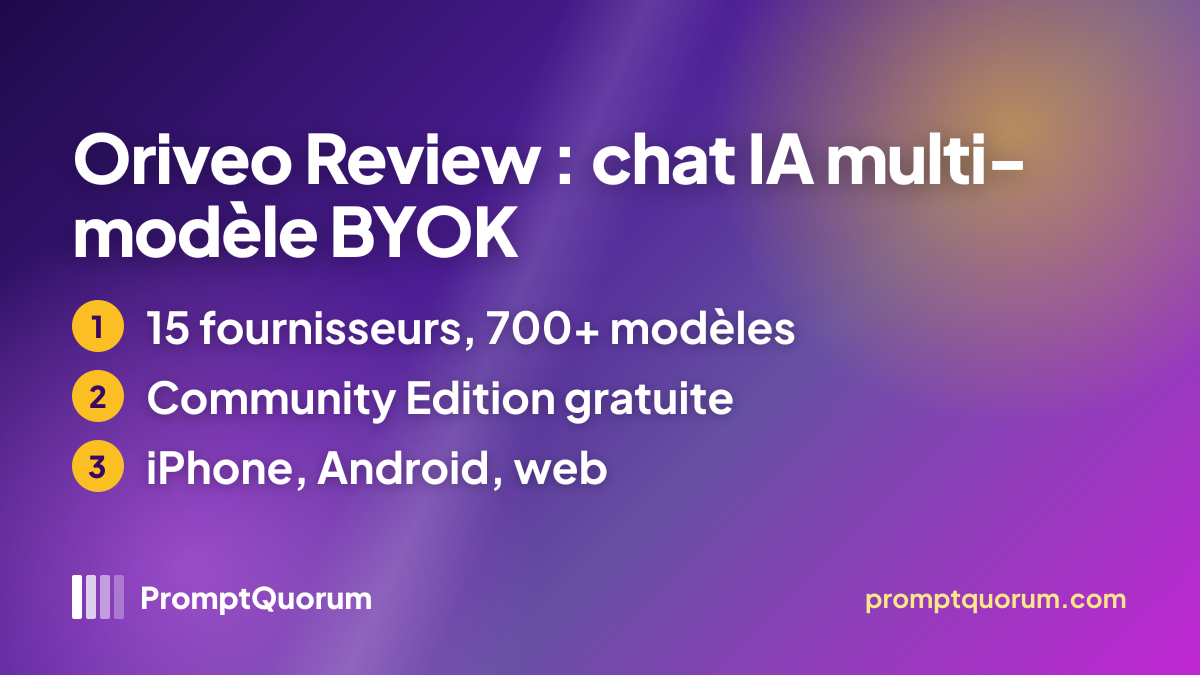 Oriveo Review : chat IA multi-
modèle BYOK
1 15 fournisseurs, 700+ modèles
2 Community Edition gratuite
3 iPhone, Android, web
PromptQuorum
promptquorum.com